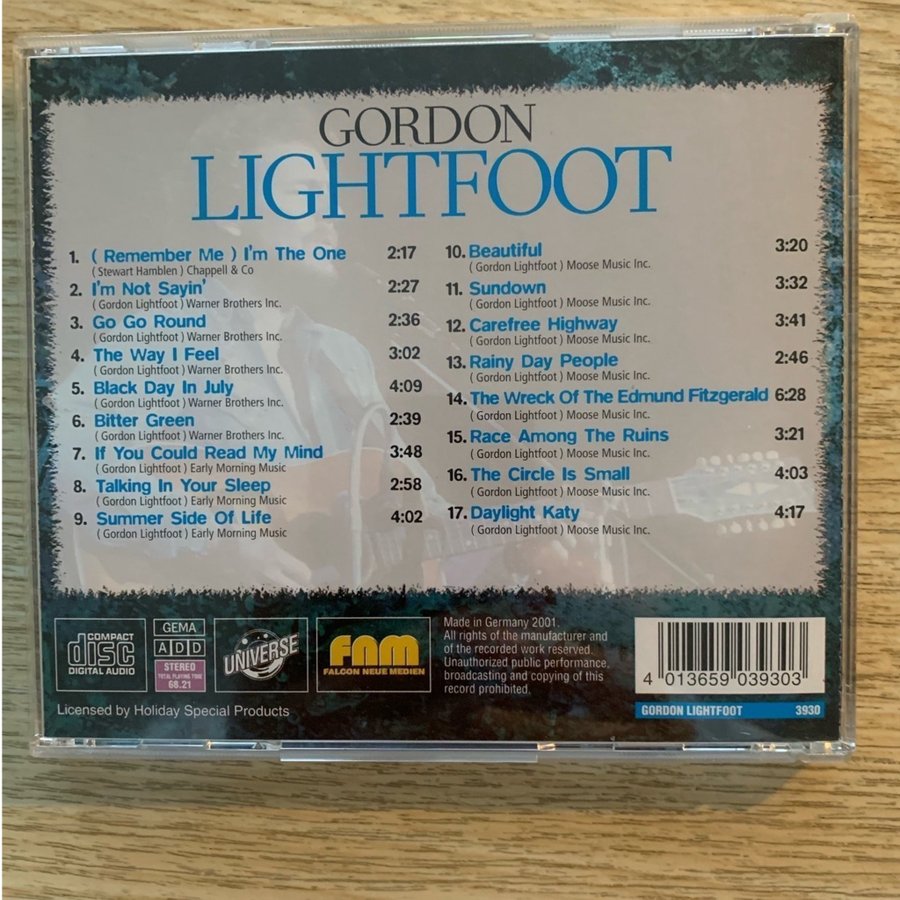 GORDON
LIGHTFOOT
1. ( Remember Me ) I'm The One 2:17
( Stewart Hamblen ) Chappell & Co
2. I'm Not Sayin' 2:27
( Gordon Lightfoot ) Warner Brothers Inc.
3. Go Go Round 2:36
( Gordon Lightfoot ) Warner Brothers Inc.
4. The Way I Feel 3:02
( Gordon Lightfoot ) Warner Brothers Inc.
5. Black Day In July 4:09
( Gordon Lightfoot ) Warner Brothers Inc.
6. Bitter Green 2:39
( Gordon Lightfoot ) Warner Brothers Inc.
7. If You Could Read My Mind 3:48
( Gordon Lightfoot ) Early Morning Music
8. Talking In Your Sleep 2:58
( Gordon Lightfoot ) Early Morning Music
9. Summer Side Of Life 4:02
( Gordon Lightfoot ) Early Morning Music
10. Beautiful 3:20
( Gordon Lightfoot ) Moose Music Inc.
11. Sundown 3:32
( Gordon Lightfoot ) Moose Music Inc.
12. Carefree Highway 3:41
( Gordon Lightfoot ) Moose Music Inc.
13. Rainy Day People 2:46
( Gordon Lightfoot ) Moose Music Inc.
14. The Wreck Of The Edmund Fitzgerald 6:28
( Gordon Lightfoot ) Moose Music Inc.
15. Race Among The Ruins 3:21
( Gordon Lightfoot ) Moose Music Inc.
16. The Circle Is Small 4:03
( Gordon Lightfoot ) Moose Music Inc.
17. Daylight Katy 4:17
( Gordon Lightfoot ) Moose Music Inc.
COMPACT
disc
DIGITAL AUDIO
GEMA
A D D
STEREO
TOTAL PLAYING TIME
68.21
UNIVERSE
FNM
FALCON NEUE MEDIEN
Made in Germany 2001.
All rights of the manufacturer and
of the recorded work reserved.
Unauthorized public performance,
broadcasting and copying of this
record prohibited.
4 013659 039303
GORDON LIGHTFOOT 3930
Licensed by Holiday Special Products